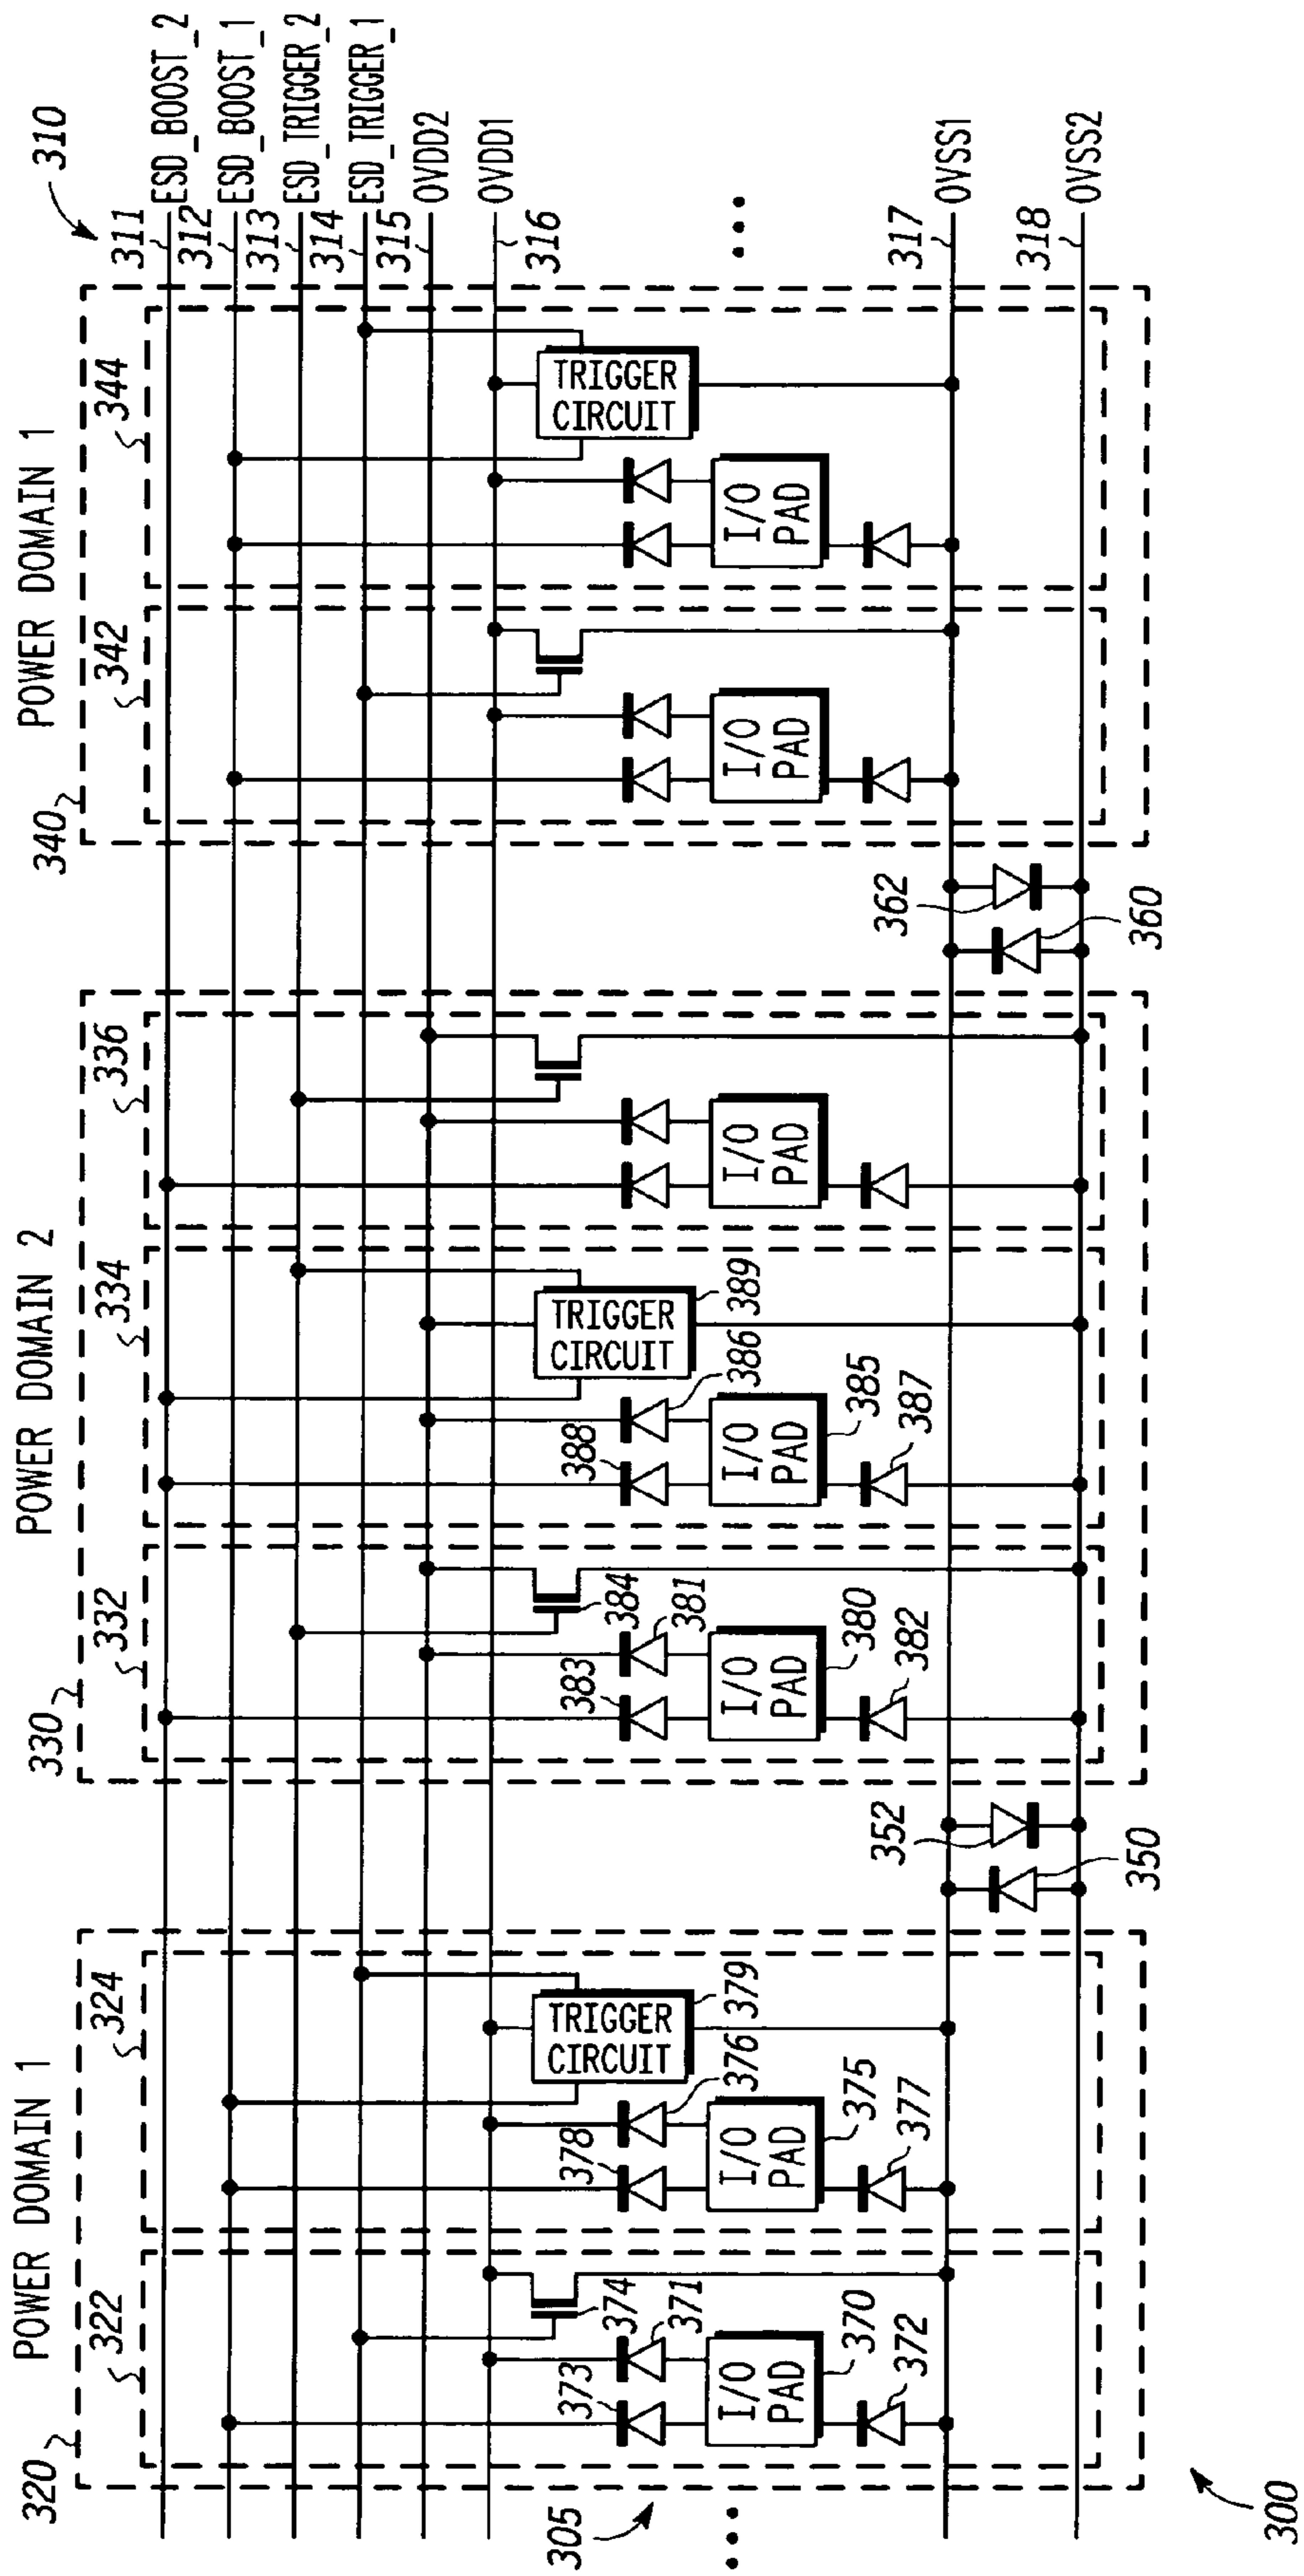 310
311
ESD_BOOST_2
312
ESD_BOOST_1
313
ESD_TRIGGER_2
314
ESD_TRIGGER_1
315
OVDD2
316
OVDD1
317
OVSS1
318
OVSS2
320
POWER DOMAIN 1
322
373
374
371
I/O
PAD
370
372
324
378
376
TRIGGER
CIRCUIT
379
I/O
PAD
375
377
352
350
330
POWER DOMAIN 2
332
383
384
381
I/O
PAD
380
382
334
388
386
TRIGGER
CIRCUIT
389
I/O
PAD
385
387
336
I/O
PAD
362
360
340
POWER DOMAIN 1
342
I/O
PAD
344
TRIGGER
CIRCUIT
I/O
PAD
305
300